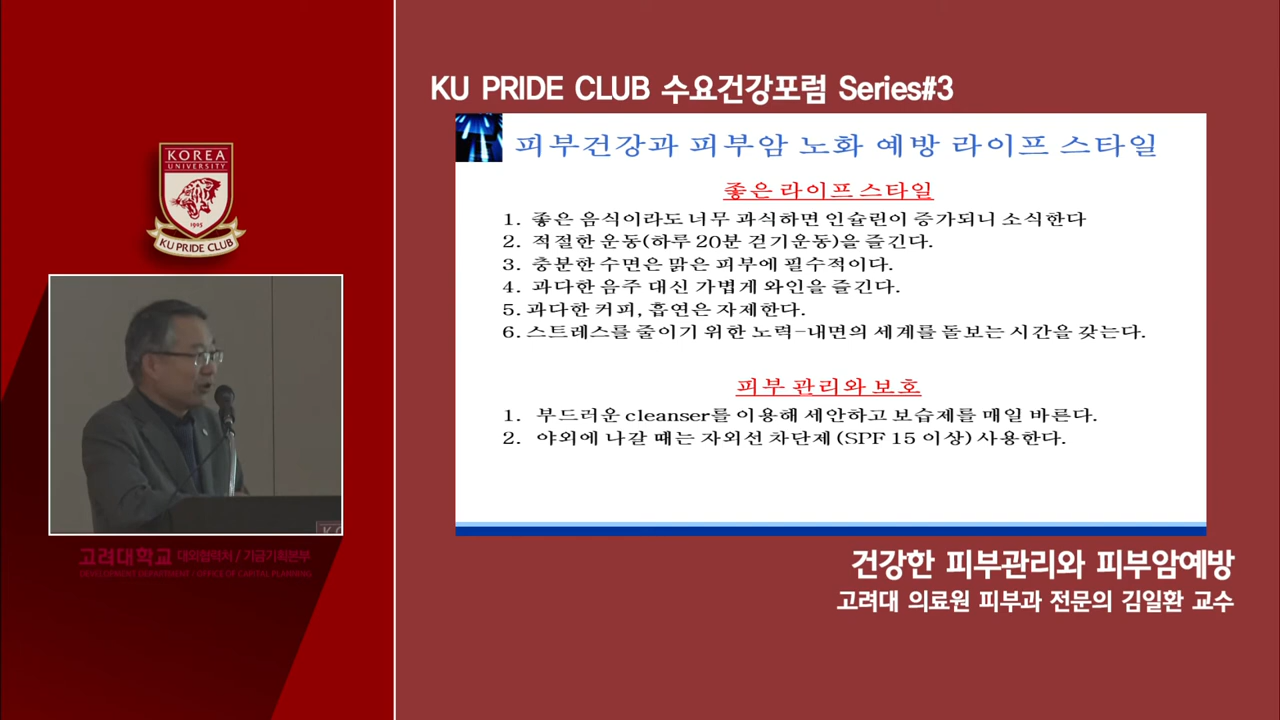 KOREA
UNIVERSITY
1905
KU PRIDE CLUB
KU PRIDE CLUB 수요건강포럼 Series#3
피부건강과 피부암 노화 예방 라이프 스타일
좋은 라이프 스타일
1. 좋은 음식이라도 너무 과식하면 인슐린이 증가되니 소식한다
2. 적절한 운동(하루 20분 걷기운동)을 즐긴다.
3. 충분한 수면은 맑은 피부에 필수적이다.
4. 과다한 음주 대신 가볍게 와인을 즐긴다.
5. 과다한 커피, 흡연은 자제한다.
6. 스트레스를 줄이기 위한 노력-내면의 세계를 돌보는 시간을 갖는다.
피부 관리와 보호
1. 부드러운 cleanser를 이용해 세안하고 보습제를 매일 바른다.
2. 야외에 나갈 때는 자외선 차단제 (SPF 15 이상) 사용한다.
고려대학교 대외협력처 / 기금기획본부
DEVELOPMENT DEPARTMENT / OFFICE OF CAPITAL PLANNING
건강한 피부관리와 피부암예방
고려대 의료원 피부과 전문의 김일환 교수